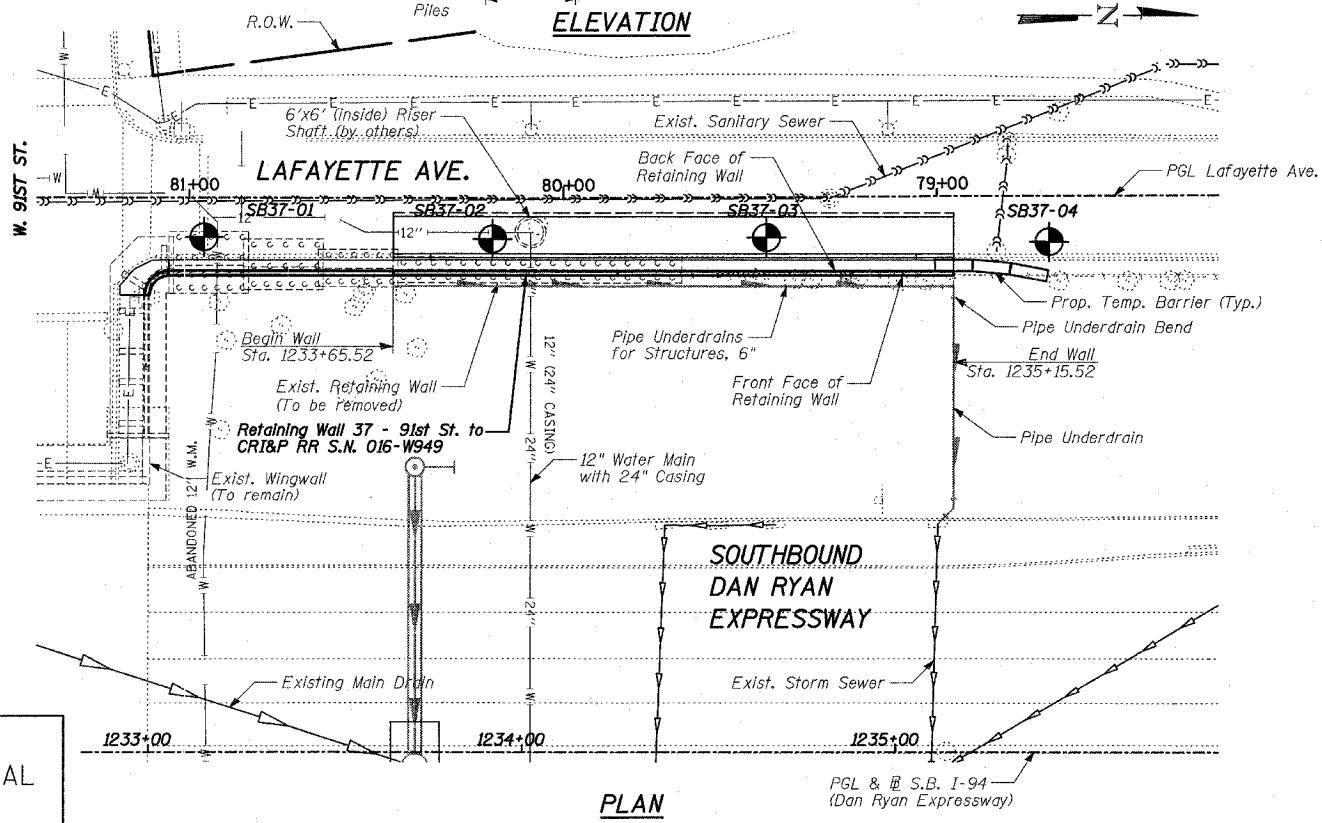 Piles
ELEVATION
N
R.O.W.
E
E E E E E E E E
6'x6' (inside) Riser
Shaft (by others)
Exist. Sanitary Sewer
W. 91ST ST.
LAFAYETTE AVE.
Back Face of
Retaining Wall
PGL Lafayette Ave.
81+00
80+00
79+00
SB37-01
SB37-02
SB37-03
SB37-04
12"
12"
Prop. Temp. Barrier (Typ.)
Pipe Underdrain Bend
Begin Wall
Sta. 1233+65.52
Pipe Underdrains
for Structures, 6"
End Wall
Sta. 1235+15.52
Exist. Retaining Wall
(To be removed)
Front Face of
Retaining Wall
12" (24" CASING)
Retaining Wall 37 - 91st St. to
CRI&P RR S.N. 016-W949
Pipe Underdrain
24"
12" Water Main
with 24" Casing
Exist. Wingwall
(To remain)
ABANDONED 12" W.M.
SOUTHBOUND
DAN RYAN
EXPRESSWAY
24"
Existing Main Drain
Exist. Storm Sewer
1233+00
1234+00
1235+00
AL
PGL & B S.B. I-94
(Dan Ryan Expressway)
PLAN